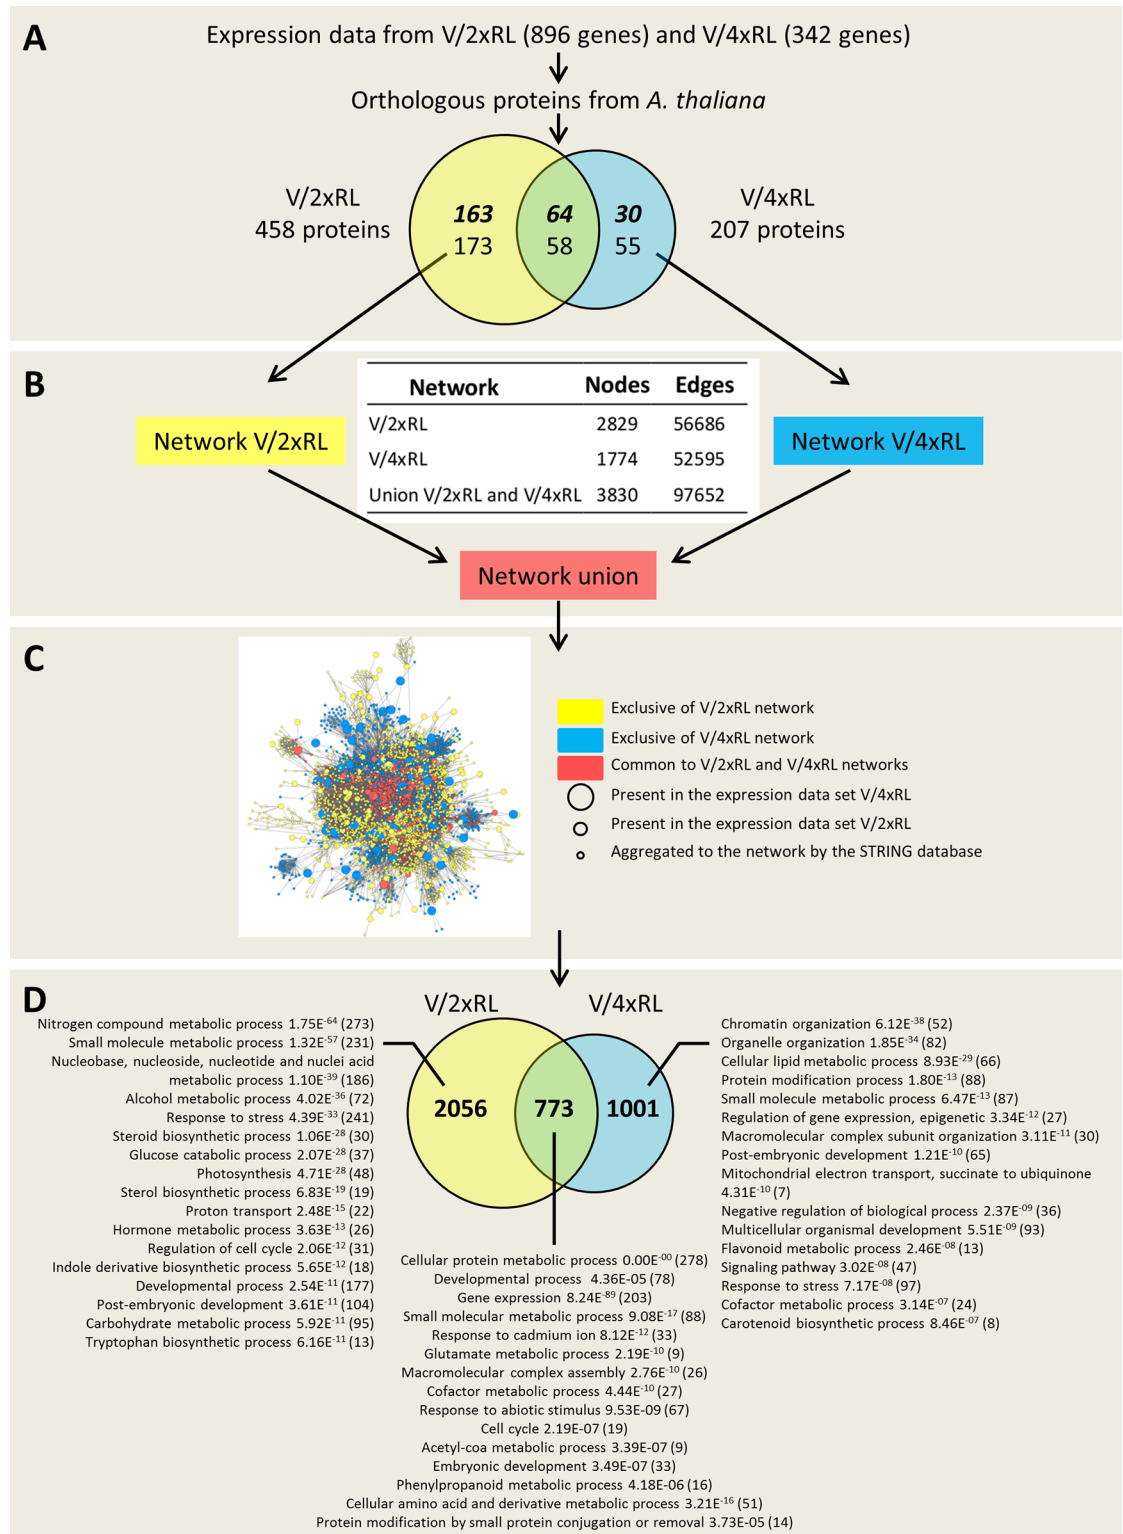 A
Expression data from V/2xRL (896 genes) and V/4xRL (342 genes)
Orthologous proteins from A. thaliana
V/2xRL
458 proteins
163
173
64
58
30
55
V/4xRL
207 proteins
B
Network V/2xRL
Network Nodes Edges
V/2xRL 2829 56686
V/4xRL 1774 52595
Union V/2xRL and V/4xRL 3830 97652
Network V/4xRL
Network union
C
Exclusive of V/2xRL network
Exclusive of V/4xRL network
Common to V/2xRL and V/4xRL networks
Present in the expression data set V/4xRL
Present in the expression data set V/2xRL
Aggregated to the network by the STRING database
D
V/2xRL
V/4xRL
2056
773
1001
Nitrogen compound metabolic process 1.75E-64 (273)
Small molecule metabolic process 1.32E-57 (231)
Nucleobase, nucleoside, nucleotide and nuclei acid
metabolic process 1.10E-39 (186)
Alcohol metabolic process 4.02E-36 (72)
Response to stress 4.39E-33 (241)
Steroid biosynthetic process 1.06E-28 (30)
Glucose catabolic process 2.07E-28 (37)
Photosynthesis 4.71E-28 (48)
Sterol biosynthetic process 6.83E-19 (19)
Proton transport 2.48E-15 (22)
Hormone metabolic process 3.63E-13 (26)
Regulation of cell cycle 2.06E-12 (31)
Indole derivative biosynthetic process 5.65E-12 (18)
Developmental process 2.54E-11 (177)
Post-embryonic development 3.61E-11 (104)
Carbohydrate metabolic process 5.92E-11 (95)
Tryptophan biosynthetic process 6.16E-11 (13)
Cellular protein metabolic process 0.00E-00 (278)
Developmental process 4.36E-05 (78)
Gene expression 8.24E-89 (203)
Small molecular metabolic process 9.08E-17 (88)
Response to cadmium ion 8.12E-12 (33)
Glutamate metabolic process 2.19E-10 (9)
Macromolecular complex assembly 2.76E-10 (26)
Cofactor metabolic process 4.44E-10 (27)
Response to abiotic stimulus 9.53E-09 (67)
Cell cycle 2.19E-07 (19)
Acetyl-coa metabolic process 3.39E-07 (9)
Embryonic development 3.49E-07 (33)
Phenylpropanoid metabolic process 4.18E-06 (16)
Cellular amino acid and derivative metabolic process 3.21E-16 (51)
Protein modification by small protein conjugation or removal 3.73E-05 (14)
Chromatin organization 6.12E-38 (52)
Organelle organization 1.85E-34 (82)
Cellular lipid metabolic process 8.93E-29 (66)
Protein modification process 1.80E-13 (88)
Small molecule metabolic process 6.47E-13 (87)
Regulation of gene expression, epigenetic 3.34E-12 (27)
Macromolecular complex subunit organization 3.11E-11 (30)
Post-embryonic development 1.21E-10 (65)
Mitochondrial electron transport, succinate to ubiquinone
4.31E-10 (7)
Negative regulation of biological process 2.37E-09 (36)
Multicellular organismal development 5.51E-09 (93)
Flavonoid metabolic process 2.46E-08 (13)
Signaling pathway 3.02E-08 (47)
Response to stress 7.17E-08 (97)
Cofactor metabolic process 3.14E-07 (24)
Carotenoid biosynthetic process 8.46E-07 (8)